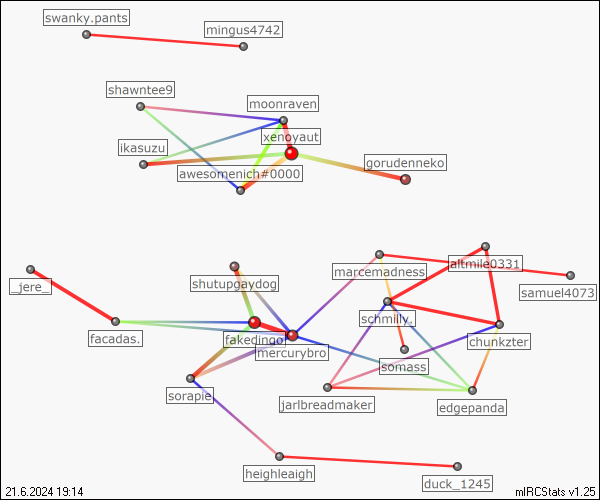 swanky.pants
mingus4742
shawntee9
moonraven
xenoyaut
ikasuzu
gorudenneko
awesomenich#0000
altmile0331
marcemadness
_jere_
shutupgaydog
samuel4073
schmilly_
facadas.
fakedingo
chunkzter
mercurybro
somass
sorapie
jarlbreadmaker
edgepanda
heighleaigh
duck_1245
21.6.2024 19:14
mIRCStats v1.25